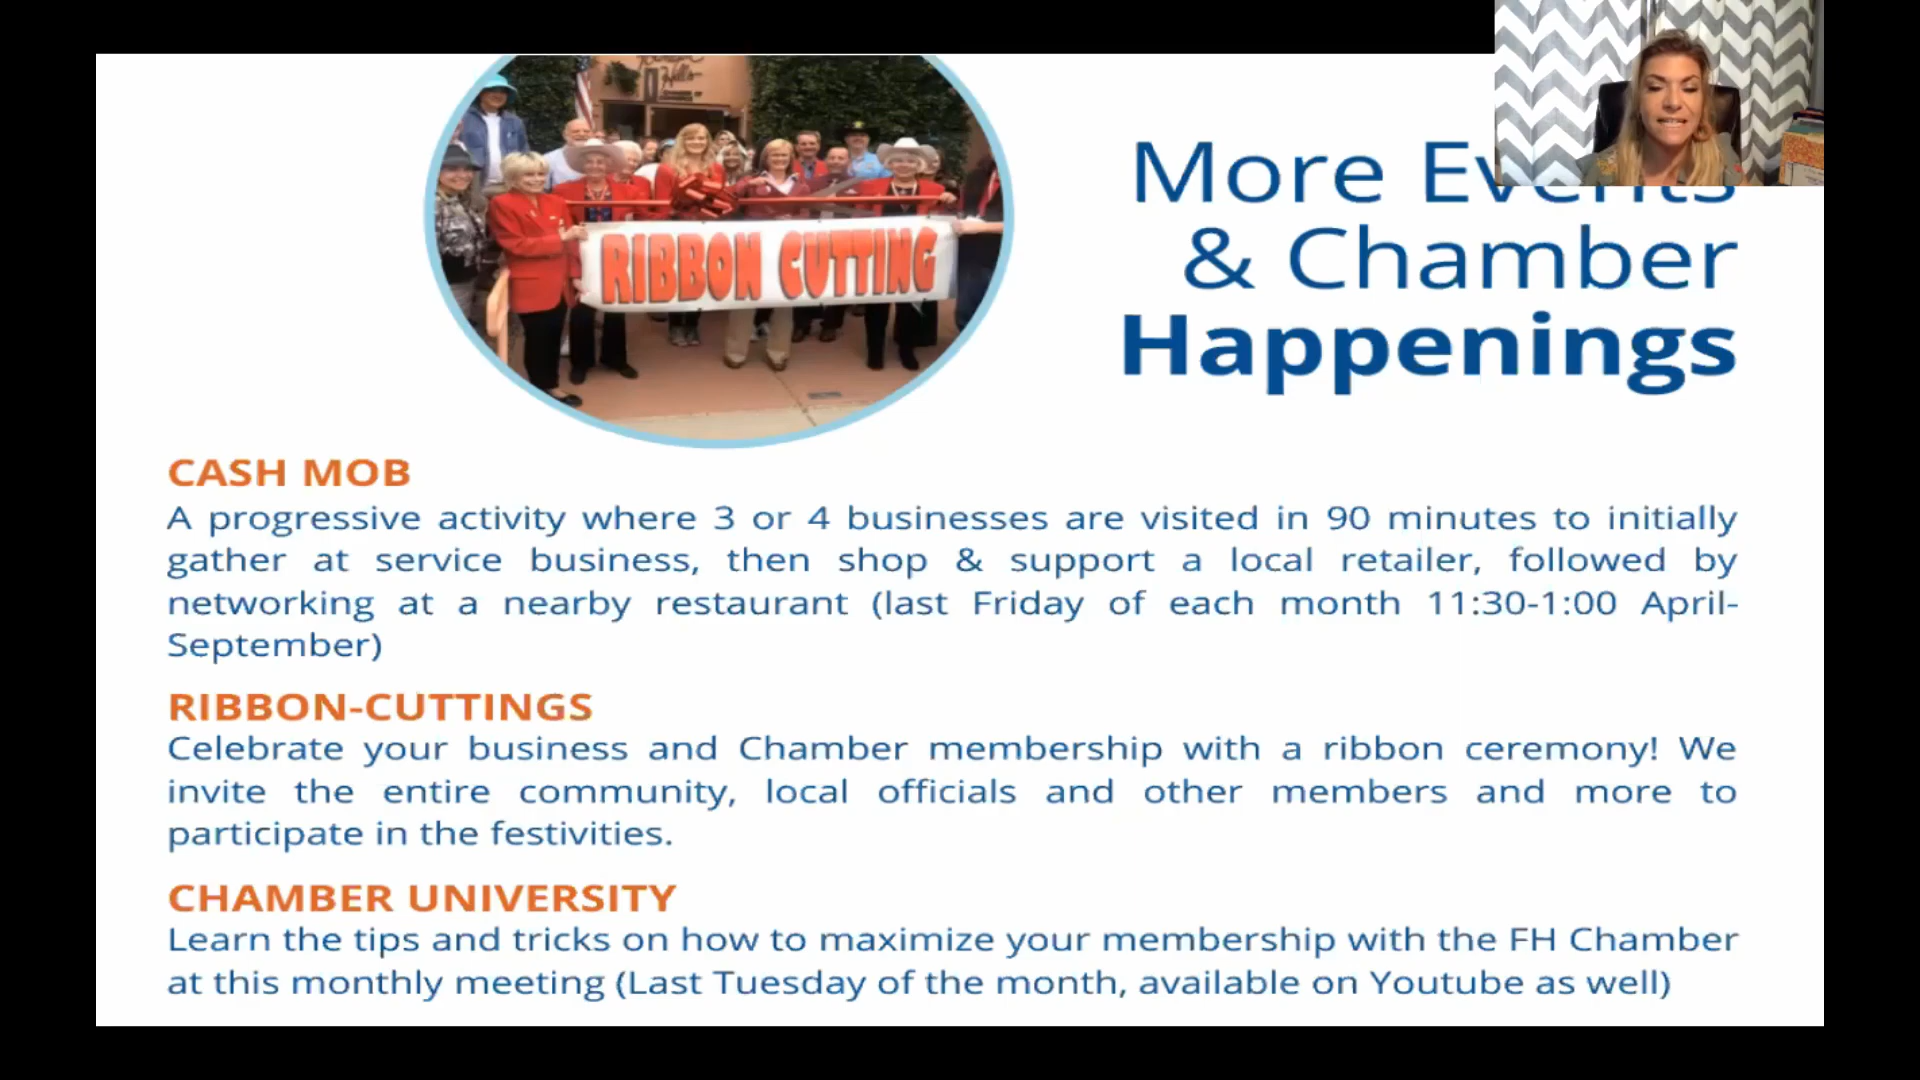 Hills
RIBBON CUTTING
More Events
& Chamber
Happenings
CASH MOB
A progressive activity where 3 or 4 businesses are visited in 90 minutes to initially
gather at service business, then shop & support a local retailer, followed by
networking at a nearby restaurant (last Friday of each month 11:30-1:00 April-
September)
RIBBON-CUTTINGS
Celebrate your business and Chamber membership with a ribbon ceremony! We
invite the entire community, local officials and other members and more to
participate in the festivities.
CHAMBER UNIVERSITY
Learn the tips and tricks on how to maximize your membership with the FH Chamber
at this monthly meeting (Last Tuesday of the month, available on Youtube as well)